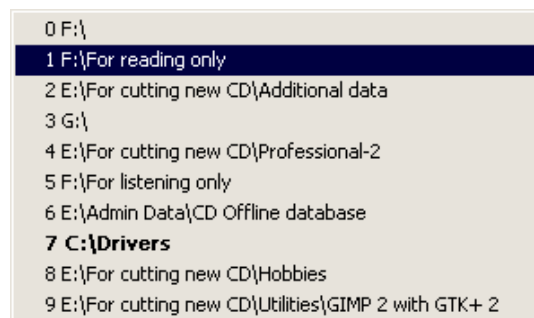 0 F:\
1 F:\For reading only
2 E:\For cutting new CD\Additional data
3 G:\
4 E:\For cutting new CD\Professional-2
5 F:\For listening only
6 E:\Admin Data\CD Offline database
7 C:\Drivers
8 E:\For cutting new CD\Hobbies
9 E:\For cutting new CD\Utilities\GIMP 2 with GTK+ 2